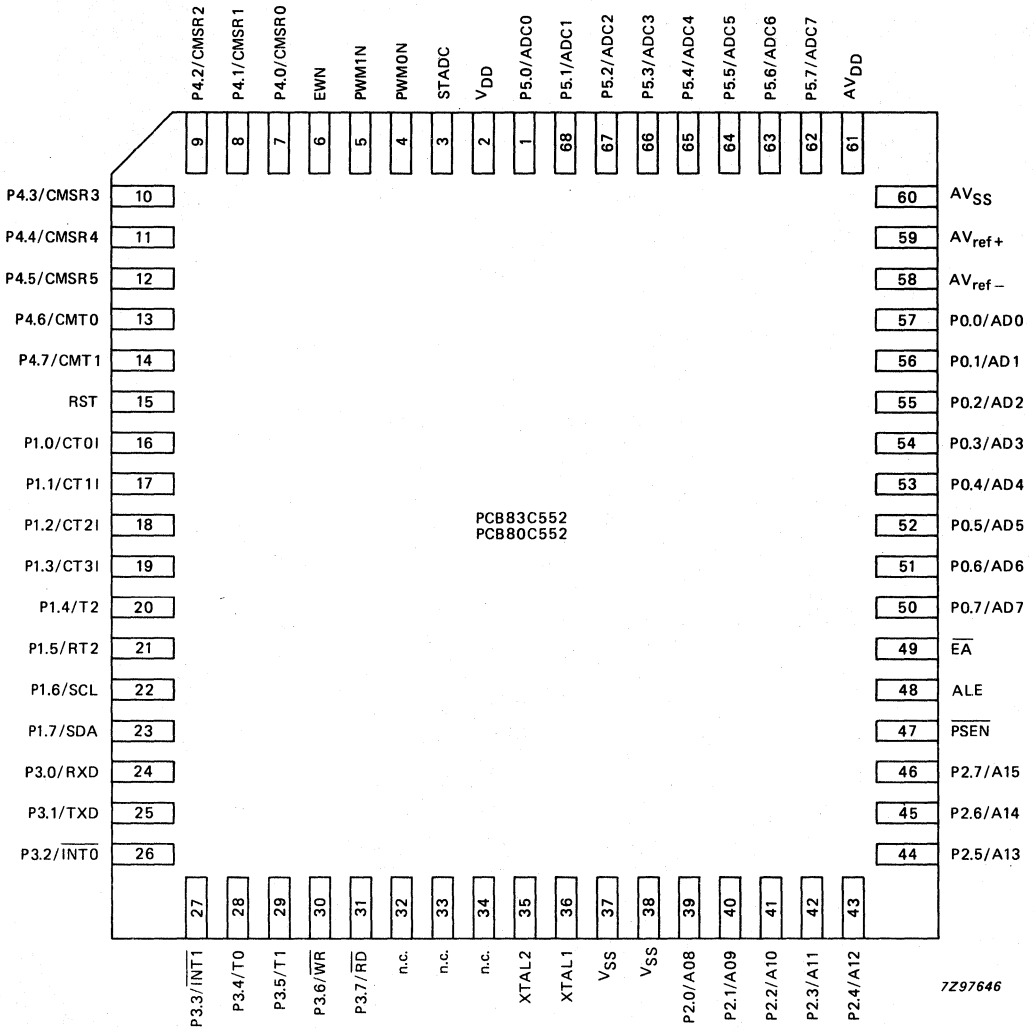 P4.2/CMSR2
P4.1/CMSR1
P4.0/CMSR0
EWN
PWM1N
PWM0N
STADC
VDD
P5.0/ADC0
P5.1/ADC1
P5.2/ADC2
P5.3/ADC3
P5.4/ADC4
P5.5/ADC5
P5.6/ADC6
P5.7/ADC7
AVDD
9
8
7
6
5
4
3
2
1
68
67
66
65
64
63
62
61
P4.3/CMSR3 10
P4.4/CMSR4 11
P4.5/CMSR5 12
P4.6/CMT0 13
P4.7/CMT1 14
RST 15
P1.0/CT0I 16
P1.1/CT1I 17
P1.2/CT2I 18
P1.3/CT3I 19
P1.4/T2 20
P1.5/RT2 21
P1.6/SCL 22
P1.7/SDA 23
P3.0/RXD 24
P3.1/TXD 25
P3.2/INT0 26
PCB83C552
PCB80C552
60 AVSS
59 AVref+
58 AVref−
57 P0.0/AD0
56 P0.1/AD1
55 P0.2/AD2
54 P0.3/AD3
53 P0.4/AD4
52 P0.5/AD5
51 P0.6/AD6
50 P0.7/AD7
49 EA
48 ALE
47 PSEN
46 P2.7/A15
45 P2.6/A14
44 P2.5/A13
27
28
29
30
31
32
33
34
35
36
37
38
39
40
41
42
43
P3.3/INT1
P3.4/T0
P3.5/T1
P3.6/WR
P3.7/RD
n.c.
n.c.
n.c.
XTAL2
XTAL1
VSS
VSS
P2.0/A08
P2.1/A09
P2.2/A10
P2.3/A11
P2.4/A12
7Z97646